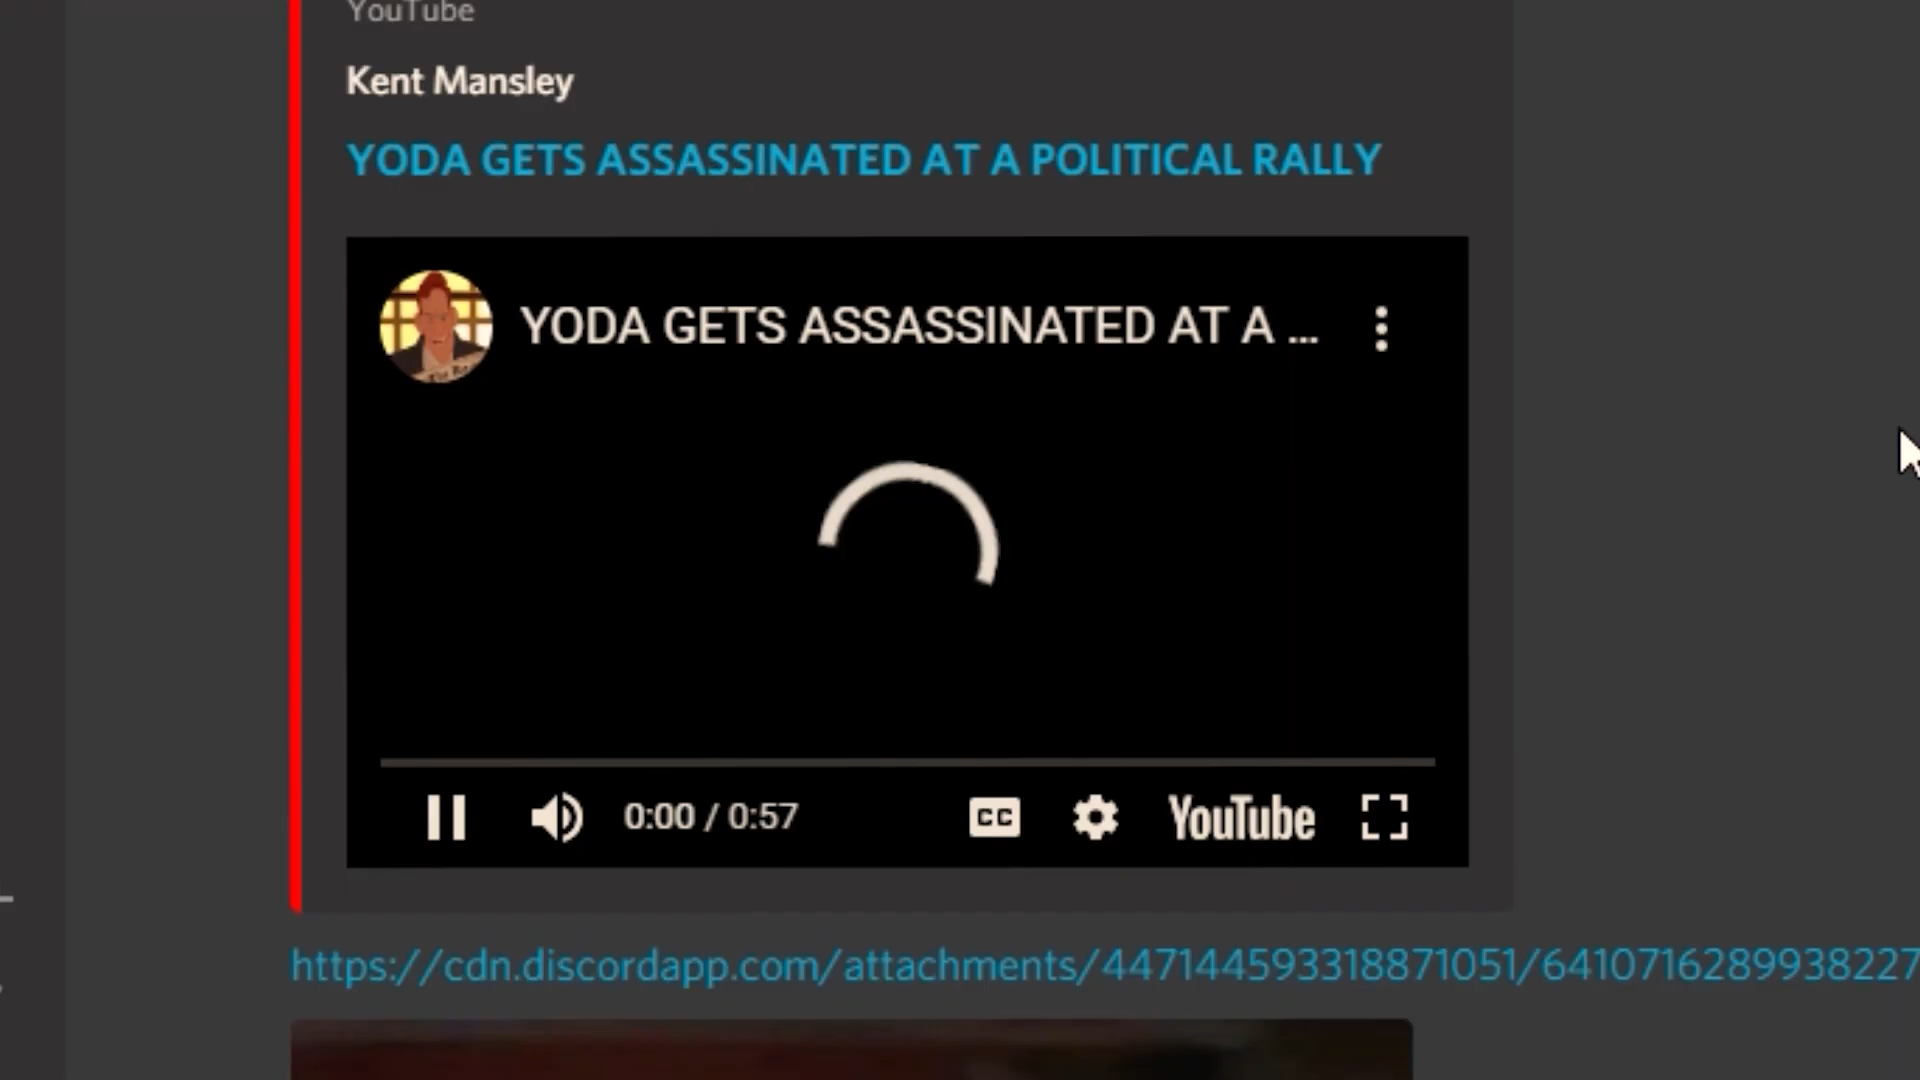 YouTube
Kent Mansley
YODA GETS ASSASSINATED AT A POLITICAL RALLY
YODA GETS ASSASSINATED AT A ...
0:00 / 0:57 CC YouTube
https://cdn.discordapp.com/attachments/447144593318871051/6410716289938227